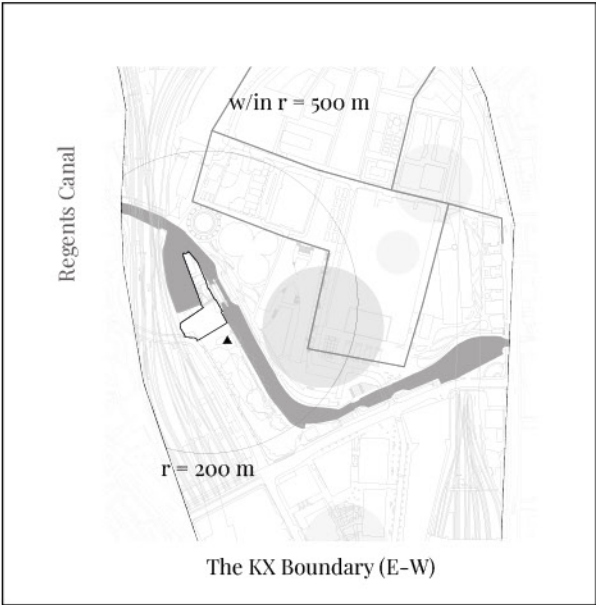 w/in r = 500 m
Regents Canal
r = 200 m
The KX Boundary (E-W)